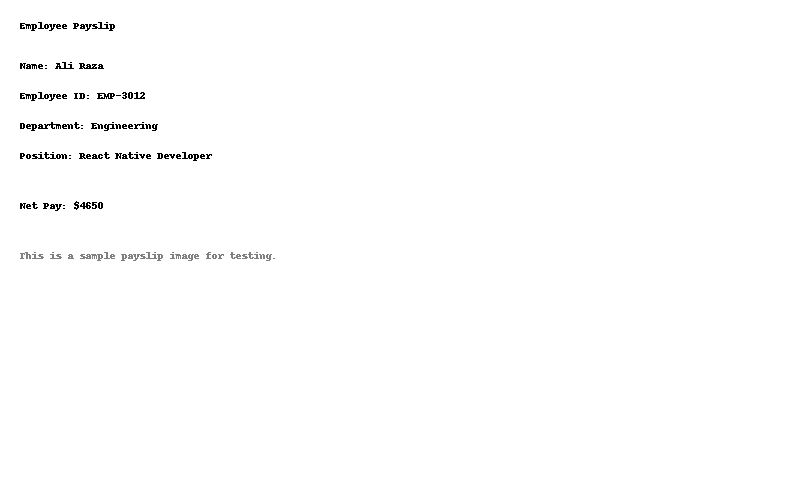 Employee Payslip
Name: Ali Raza
Employee ID: EMP-3012
Department: Engineering
Position: React Native Developer
Net Pay: $4650
This is a sample payslip image for testing.